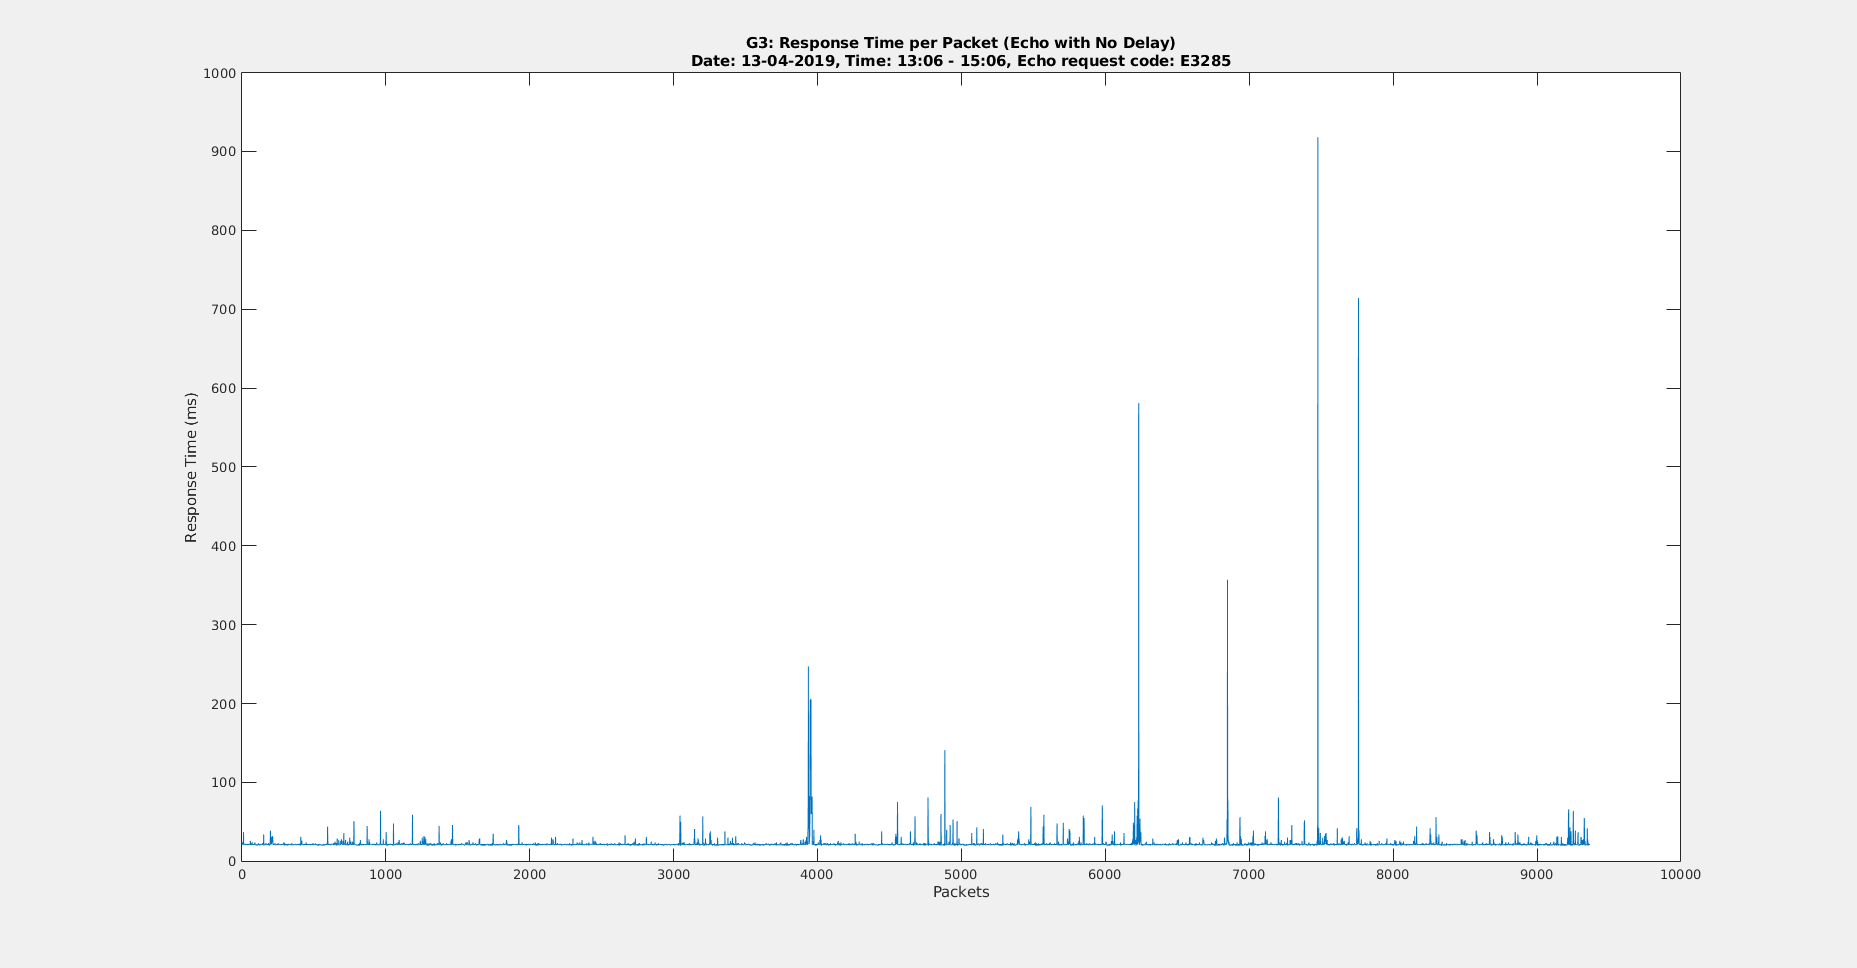 G3: Response Time per Packet (Echo with No Delay)
Date: 13-04-2019, Time: 13:06 - 15:06, Echo request code: E3285
1000
900
800
700
600
500
400
300
200
100
0
Response Time (ms)
0 1000 2000 3000 4000 5000 6000 7000 8000 9000 10000
Packets